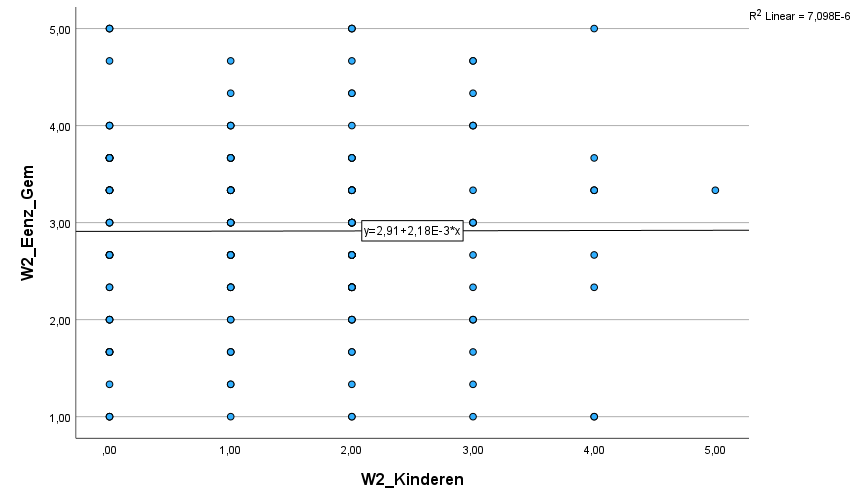 R2 Linear = 7,098E-6
5,00
4,00
3,00
2,00
1,00
W2_Eenz_Gem
y=2,91+2,18E-3*x
,00
1,00
2,00
3,00
4,00
5,00
W2_Kinderen